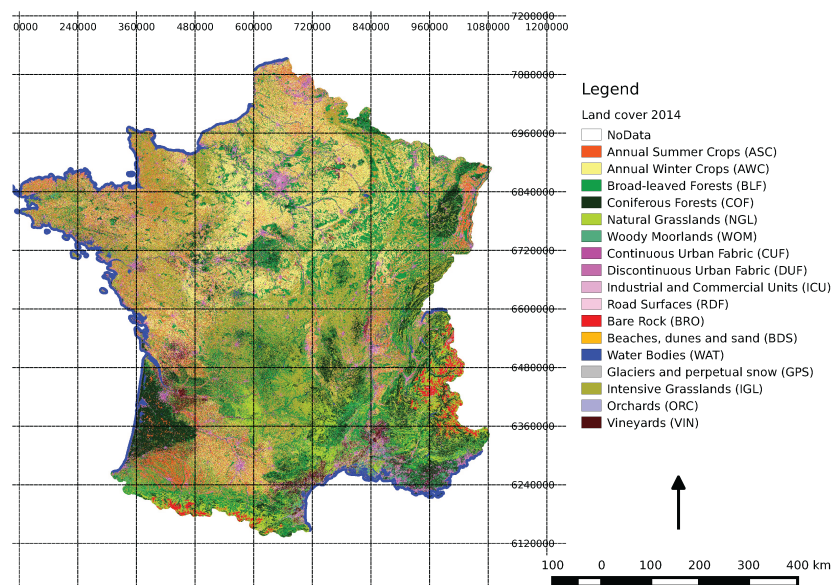 7200000
0000 240000 360000 480000 600000 720000 840000 960000 1080000 1200000
7080000
6960000
6840000
6720000
6600000
6480000
6360000
6240000
6120000
Legend
Land cover 2014
NoData
Annual Summer Crops (ASC)
Annual Winter Crops (AWC)
Broad-leaved Forests (BLF)
Coniferous Forests (COF)
Natural Grasslands (NGL)
Woody Moorlands (WOM)
Continuous Urban Fabric (CUF)
Discontinuous Urban Fabric (DUF)
Industrial and Commercial Units (ICU)
Road Surfaces (RDF)
Bare Rock (BRO)
Beaches, dunes and sand (BDS)
Water Bodies (WAT)
Glaciers and perpetual snow (GPS)
Intensive Grasslands (IGL)
Orchards (ORC)
Vineyards (VIN)
100 0 100 200 300 400 km